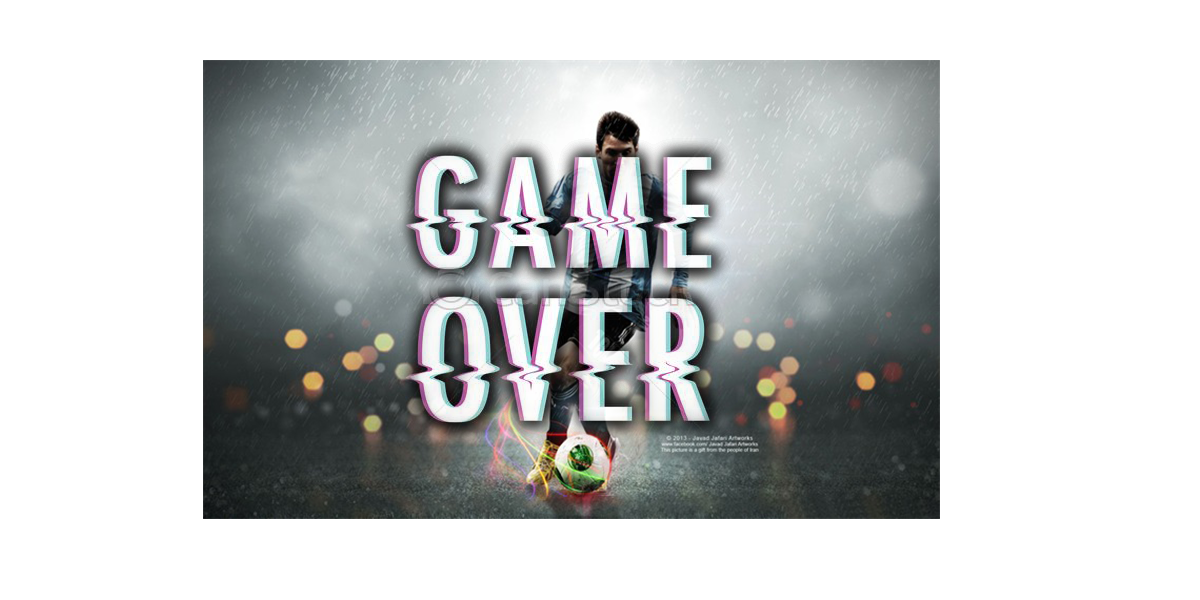 GAME
OVER
© 2013 - Javad Jafari Artworks
www.facebook.com/ Javad Jafari Artworks
This picture is a gift from the people of Iran